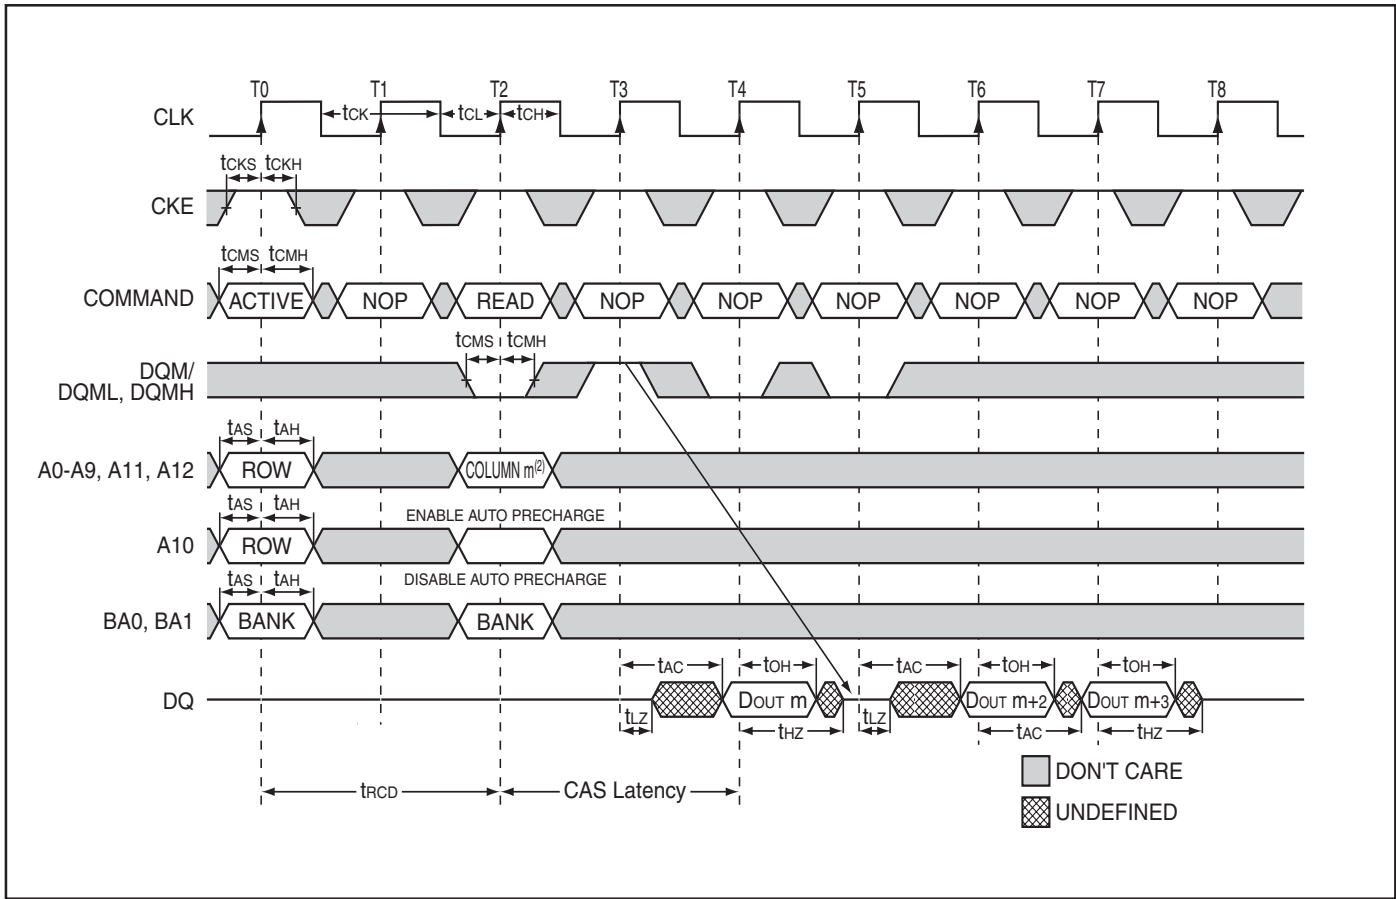 T0 T1 T2 T3 T4 T5 T6 T7 T8
CLK
tCK tCL tCH
tCKS tCKH
CKE
tCMS tCMH
COMMAND ACTIVE NOP READ NOP NOP NOP NOP NOP NOP
tCMS tCMH
DQM/
DQML, DQMH
tAS tAH
A0-A9, A11, A12 ROW COLUMN m(2)
tAS tAH ENABLE AUTO PRECHARGE
A10 ROW
tAS tAH DISABLE AUTO PRECHARGE
BA0, BA1 BANK BANK
tAC tOH tAC tOH tOH
DQ DOUT m DOUT m+2 DOUT m+3
tLZ tHZ tLZ tAC tHZ
DON'T CARE
tRCD CAS Latency
UNDEFINED